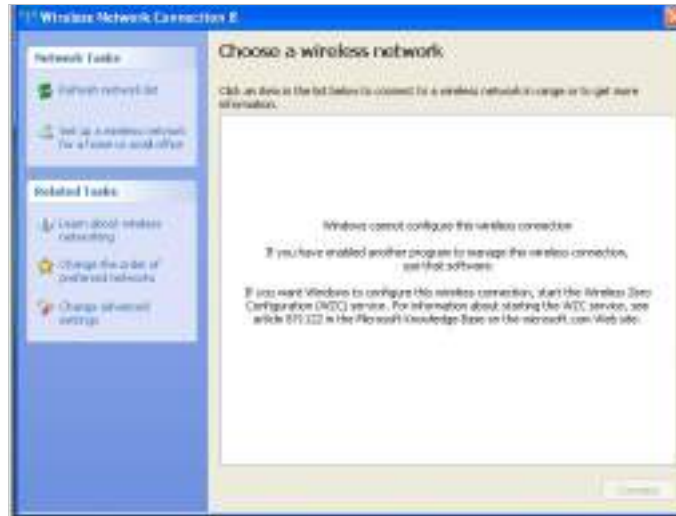 Wireless Network Connection 8
Network Tasks
Refresh network list
Set up a wireless network
for a home or small office
Related Tasks
Learn about wireless
networking
Change the order of
preferred networks
Change advanced
settings
Choose a wireless network
Click an item in the list below to connect to a wireless network in range or to get more
information.
Windows cannot configure this wireless connection
If you have enabled another program to manage this wireless connection,
use that software.
If you want Windows to configure this wireless connection, start the Wireless Zero
Configuration (WZC) service. For information about starting the WZC service, see
article 871122 in the Microsoft Knowledge Base on the microsoft.com Web site.
Connect